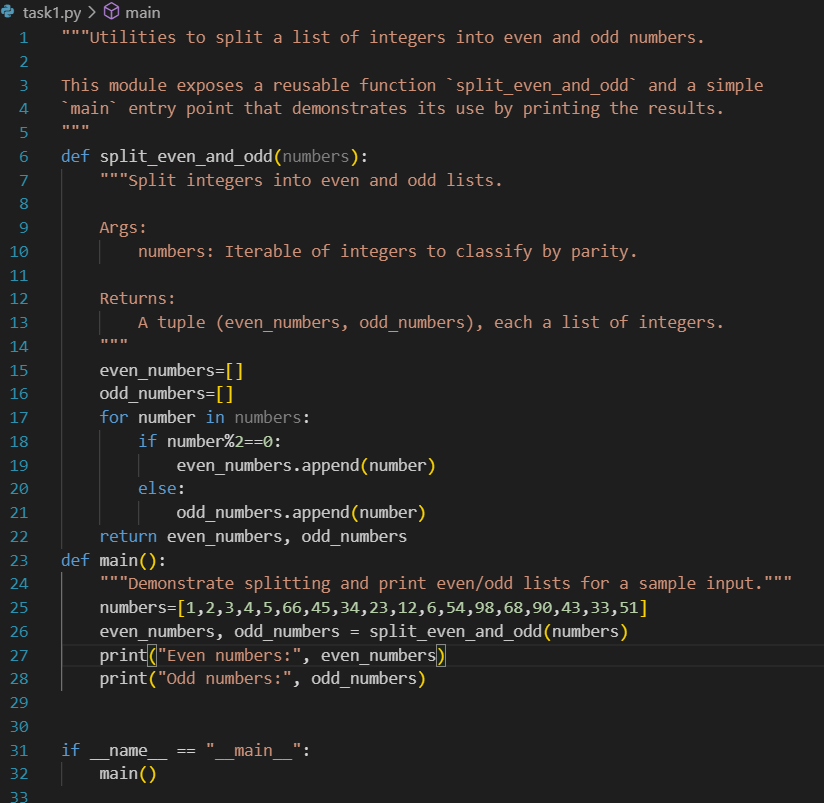 task1.py > main
1 """Utilities to split a list of integers into even and odd numbers.
2
3 This module exposes a reusable function `split_even_and_odd` and a simple
4 `main` entry point that demonstrates its use by printing the results.
5 """
6 def split_even_and_odd(numbers):
7     """Split integers into even and odd lists.
8
9     Args:
10         numbers: Iterable of integers to classify by parity.
11
12     Returns:
13         A tuple (even_numbers, odd_numbers), each a list of integers.
14     """
15     even_numbers=[]
16     odd_numbers=[]
17     for number in numbers:
18         if number%2==0:
19             even_numbers.append(number)
20         else:
21             odd_numbers.append(number)
22     return even_numbers, odd_numbers
23 def main():
24     """Demonstrate splitting and print even/odd lists for a sample input."""
25     numbers=[1,2,3,4,5,66,45,34,23,12,6,54,98,68,90,43,33,51]
26     even_numbers, odd_numbers = split_even_and_odd(numbers)
27     print("Even numbers:", even_numbers)
28     print("Odd numbers:", odd_numbers)
29
30
31 if __name__ == "__main__":
32     main()
33